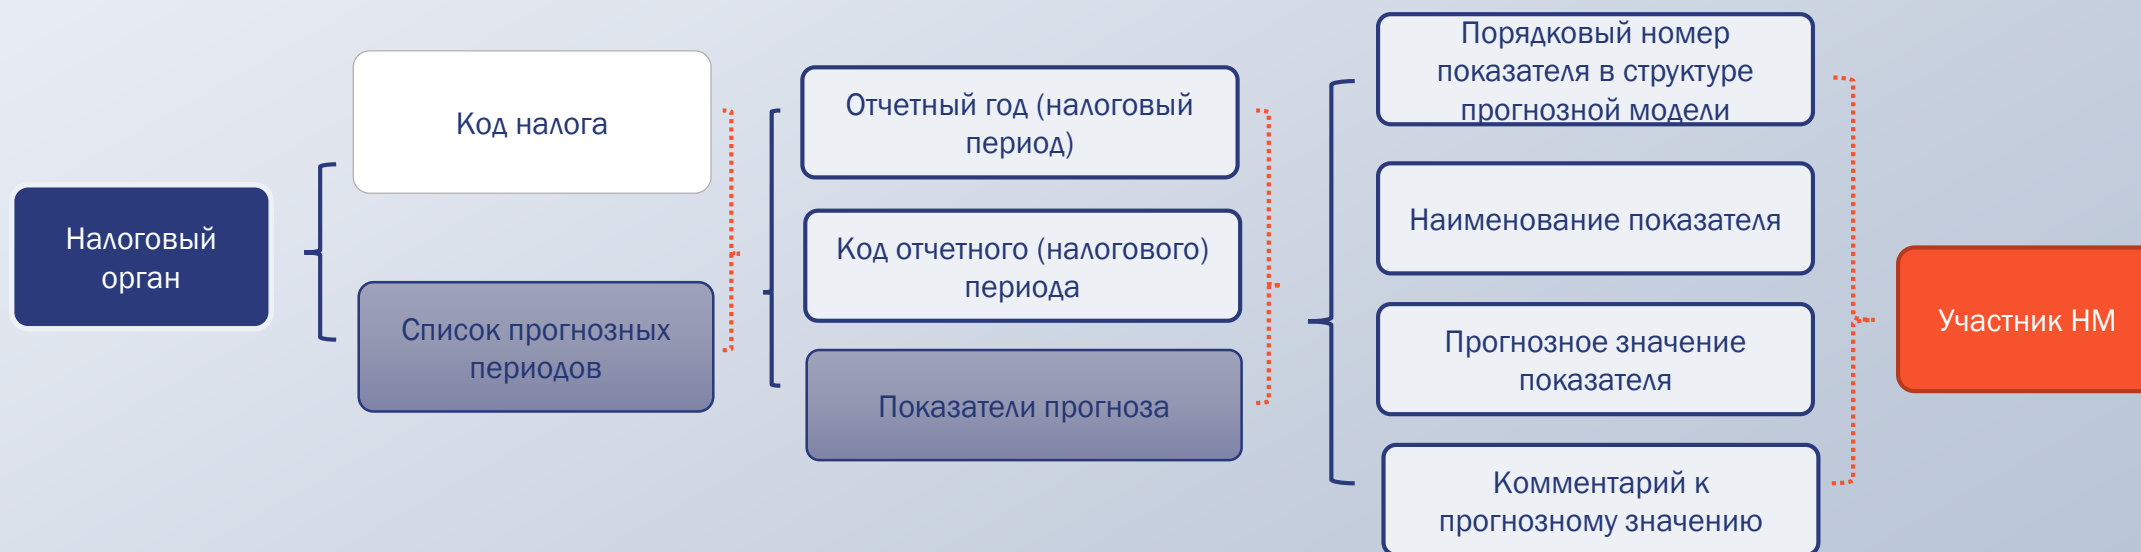 Налоговый
орган
Код налога
Список прогнозных
периодов
Отчетный год (налоговый
период)
Код отчетного (налогового)
периода
Показатели прогноза
Порядковый номер
показателя в структуре
прогнозной модели
Наименование показателя
Прогнозное значение
показателя
Комментарий к
прогнозному значению
Участник НМ